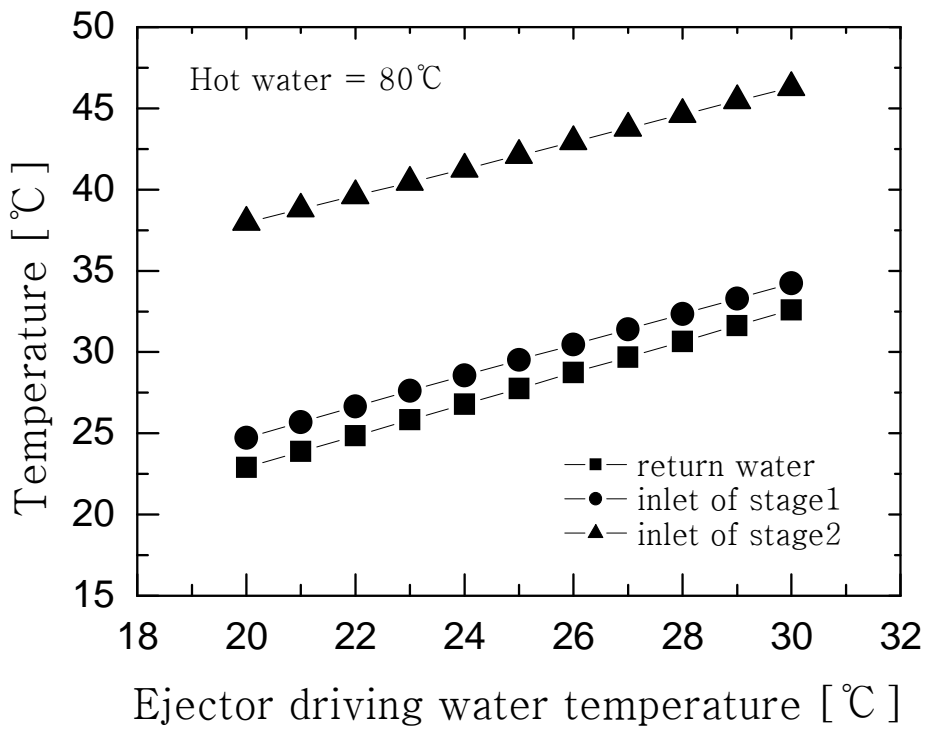 50
45
40
35
30
25
20
15
Temperature [℃]
Hot water = 80℃
return water
inlet of stage1
inlet of stage2
18 20 22 24 26 28 30 32
Ejector driving water temperature [℃]